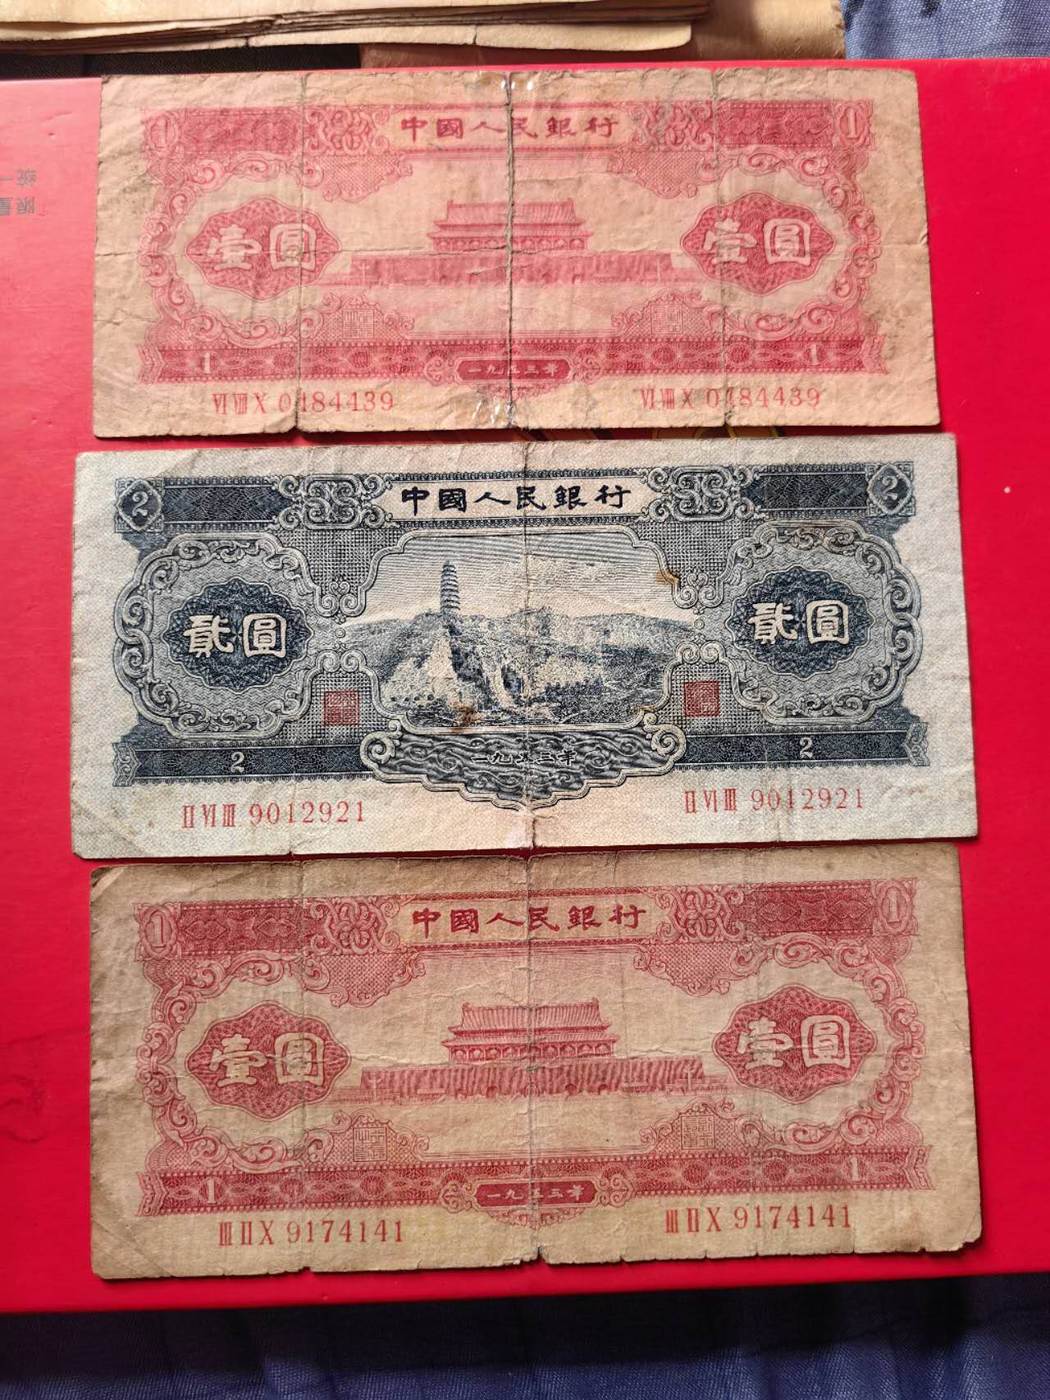 1 中國人民銀行 1
壹圓 壹圓
1 一九五三年 1
VI VIII X 0484439 VI VIII X 0484439
2 中國人民銀行 2
貳圓 貳圓
2 一九五三年 2
II VI III 9012921 II VI III 9012921
1 中國人民銀行 1
壹圓 壹圓
1 一九五三年 1
III II X 9174141 III II X 9174141